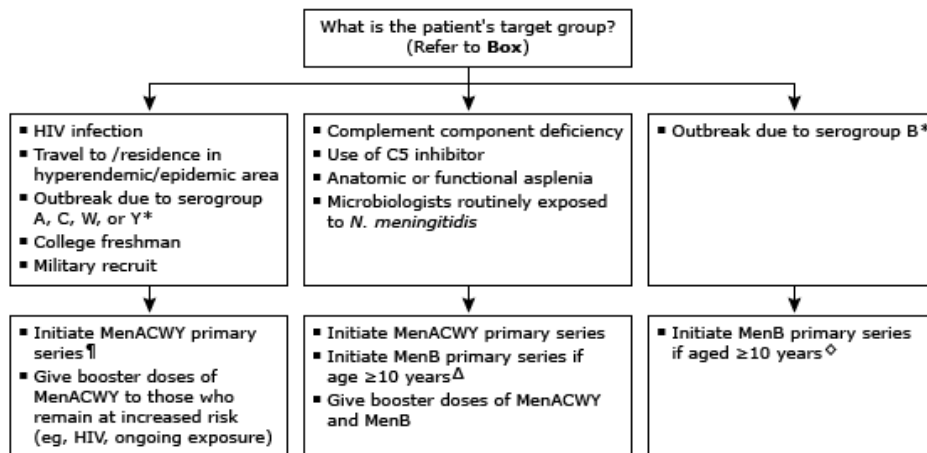 What is the patient's target group?
(Refer to Box)
▪ HIV infection
▪ Travel to /residence in
hyperendemic/epidemic area
▪ Outbreak due to serogroup
A, C, W, or Y*
▪ College freshman
▪ Military recruit
▪ Complement component deficiency
▪ Use of C5 inhibitor
▪ Anatomic or functional asplenia
▪ Microbiologists routinely exposed
to N. meningitidis
▪ Outbreak due to serogroup B*
▪ Initiate MenACWY primary
series¶
▪ Give booster doses of
MenACWY to those who
remain at increased risk
(eg, HIV, ongoing exposure)
▪ Initiate MenACWY primary series
▪ Initiate MenB primary series if
age ≥10 yearsΔ
▪ Give booster doses of MenACWY
and MenB
▪ Initiate MenB primary series
if aged ≥10 years◇